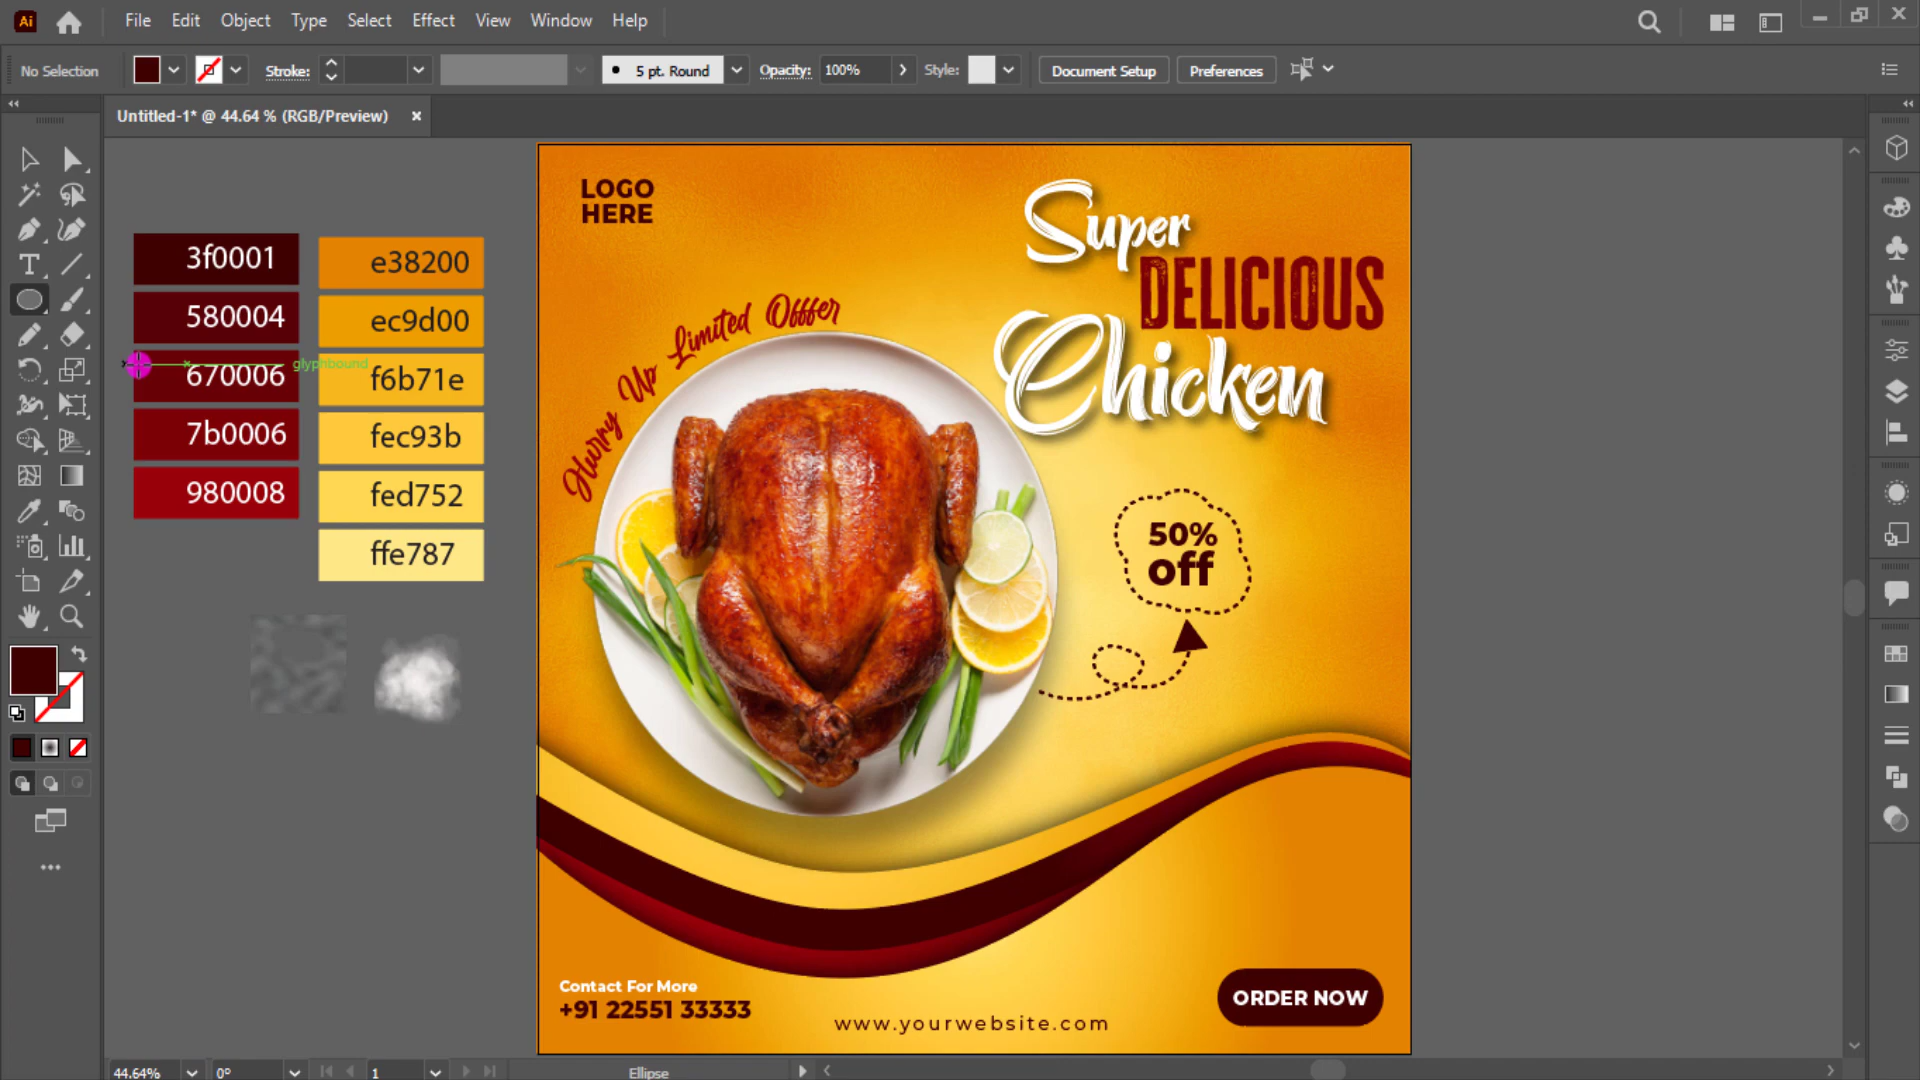 Ai File Edit Object Type Select Effect View Window Help
No Selection Stroke: 5 pt. Round Opacity: 100% Style: Document Setup Preferences
Untitled-1* @ 44.64 % (RGB/Preview) ×
3f0001
580004
glyphbound
670006
7b0006
980008
e38200
ec9d00
f6b71e
fec93b
fed752
ffe787
LOGO
HERE
Super
DELICIOUS
Chicken
Hurry Up Limited Offfer
50%
off
Contact For More
+91 22551 33333
www.yourwebsite.com
ORDER NOW
44.64% 0° 1 Ellipse